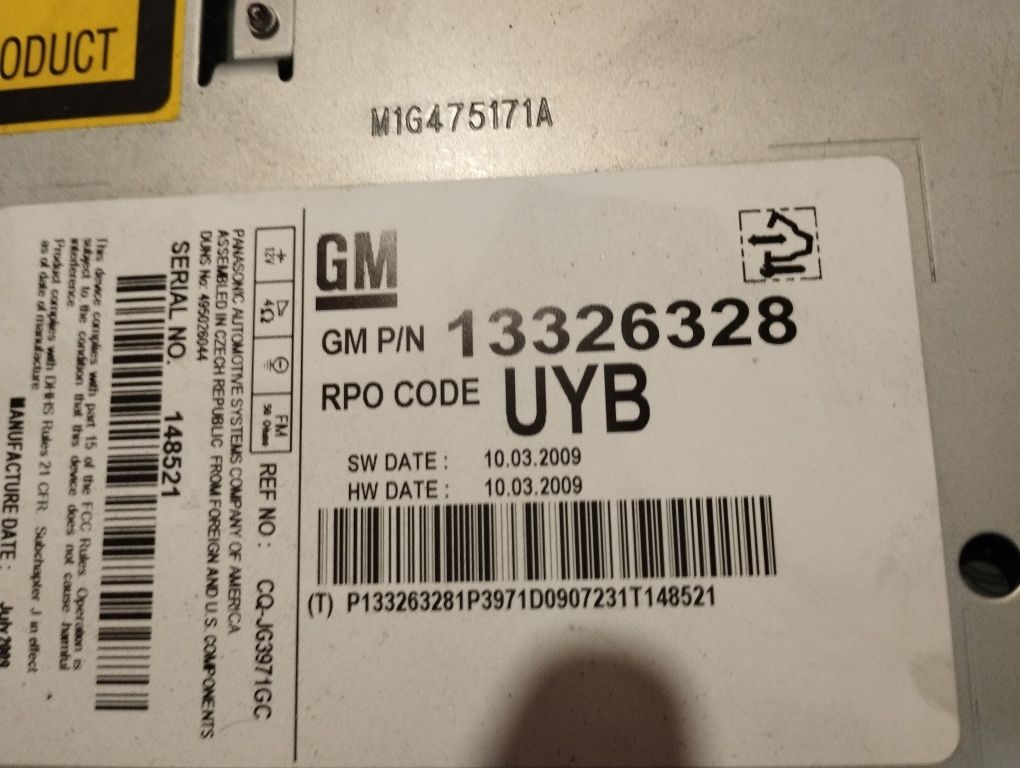 ODUCT
M1G475171A
GM
GM P/N 13326328
RPO CODE UYB
SW DATE : 10.03.2009
HW DATE : 10.03.2009
(T) P133263281P3971D0907231T148521
+
12V
4Ω
FM
50 Ohms
REF NO : CQ-JG3971GC
PANASONIC AUTOMOTIVE SYSTEMS COMPANY OF AMERICA
ASSEMBLED IN CZECH REPUBLIC FROM FOREIGN AND U.S. COMPONENTS
DUNS No: 495026044
SERIAL NO. 148521
This device complies with part 15 of the FCC Rules. Operation is
subject to the condition that this device does not cause harmful
interference
Product complies with DHHS Rules 21 CFR Subchapter J in effect
as of date of manufacture
MANUFACTURE DATE : July 2009